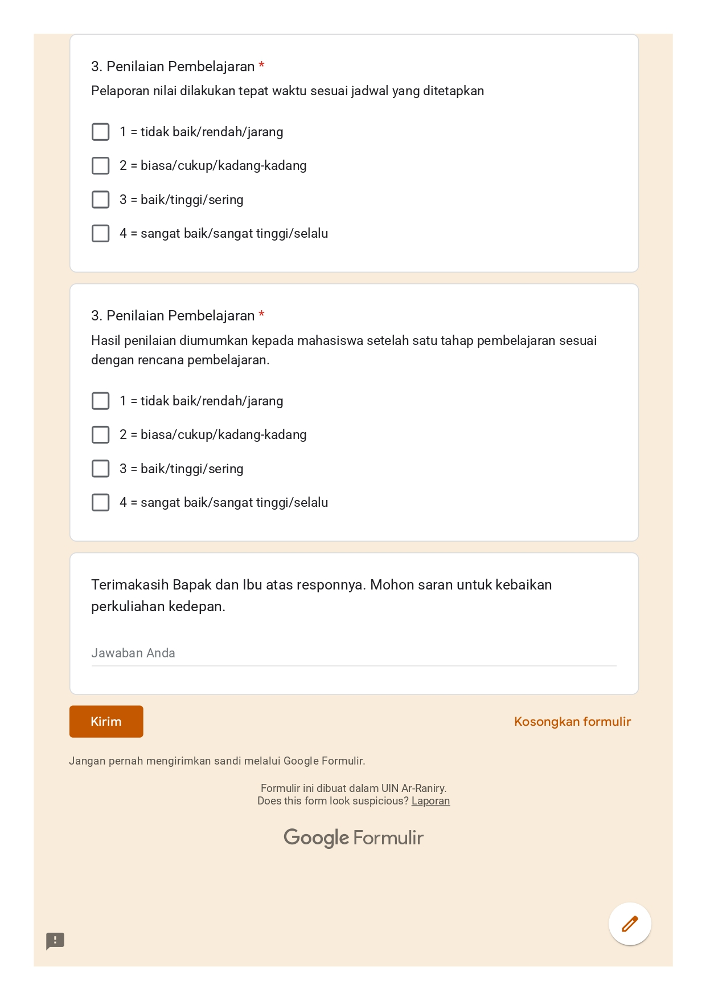 3. Penilaian Pembelajaran *
Pelaporan nilai dilakukan tepat waktu sesuai jadwal yang ditetapkan
1 = tidak baik/rendah/jarang
2 = biasa/cukup/kadang-kadang
3 = baik/tinggi/sering
4 = sangat baik/sangat tinggi/selalu
3. Penilaian Pembelajaran *
Hasil penilaian diumumkan kepada mahasiswa setelah satu tahap pembelajaran sesuai
dengan rencana pembelajaran.
1 = tidak baik/rendah/jarang
2 = biasa/cukup/kadang-kadang
3 = baik/tinggi/sering
4 = sangat baik/sangat tinggi/selalu
Terimakasih Bapak dan Ibu atas responnya. Mohon saran untuk kebaikan
perkuliahan kedepan.
Jawaban Anda
Kirim
Kosongkan formulir
Jangan pernah mengirimkan sandi melalui Google Formulir.
Formulir ini dibuat dalam UIN Ar-Raniry.
Does this form look suspicious? Laporan
Google Formulir